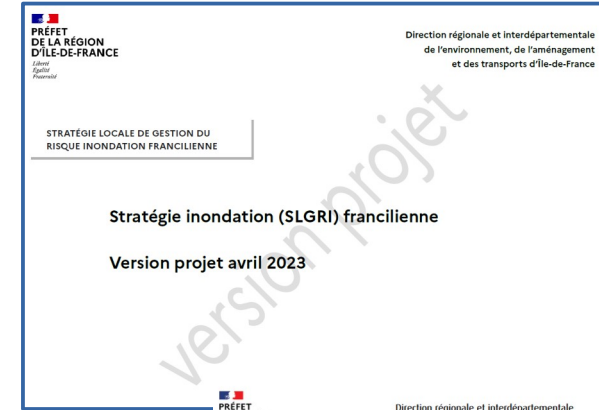 PRÉFET
DE LA RÉGION
D'ÎLE-DE-FRANCE
Liberté
Égalité
Fraternité
Direction régionale et interdépartementale
de l'environnement, de l'aménagement
et des transports d'Île-de-France
STRATÉGIE LOCALE DE GESTION DU
RISQUE INONDATION FRANCILIENNE
Stratégie inondation (SLGRI) francilienne
Version projet avril 2023
version projet
PRÉFET
Direction régionale et interdépartementale